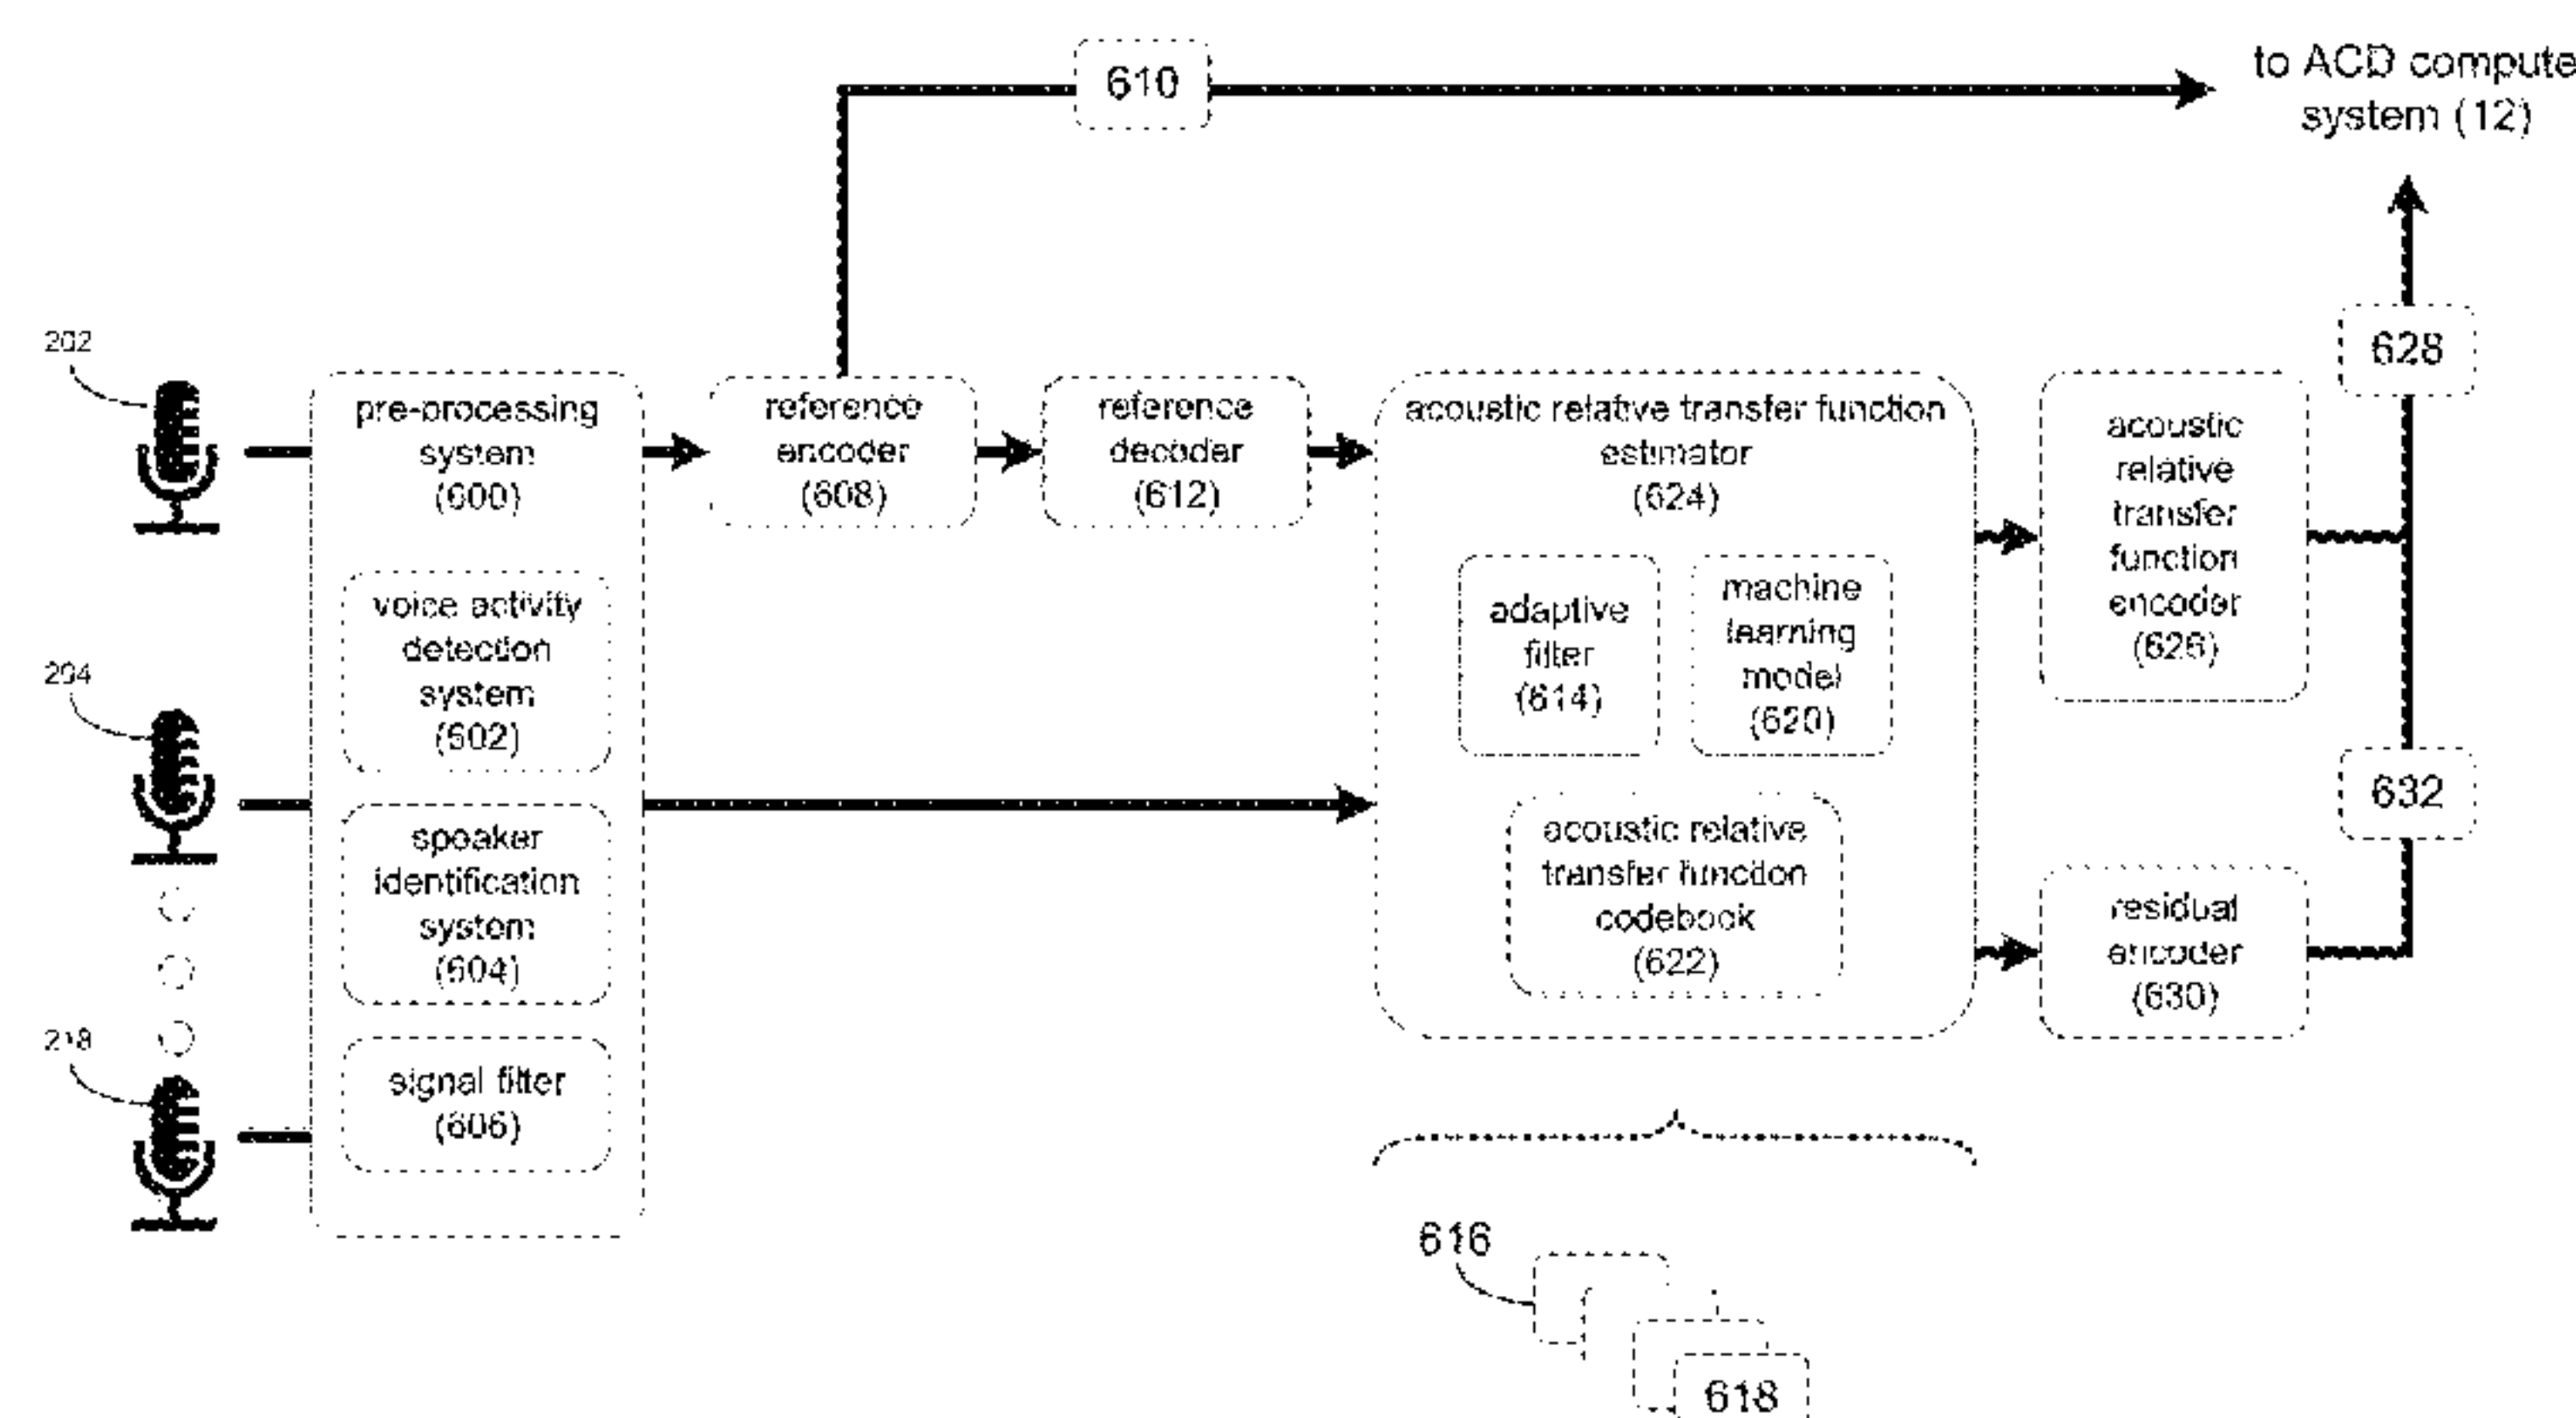 610
to ACD compute
system (12)
202
pre-processing
system
(600)
reference
encoder
(608)
reference
decoder
(612)
acoustic relative transfer function
estimator
(624)
acoustic
relative
transfer
function
encoder
(626)
628
204
voice activity
detection
system
(602)
adaptive
filter
(614)
machine
learning
model
(620)
632
speaker
identification
system
(604)
acoustic relative
transfer function
codebook
(622)
residual
encoder
(630)
218
signal filter
(606)
616
618